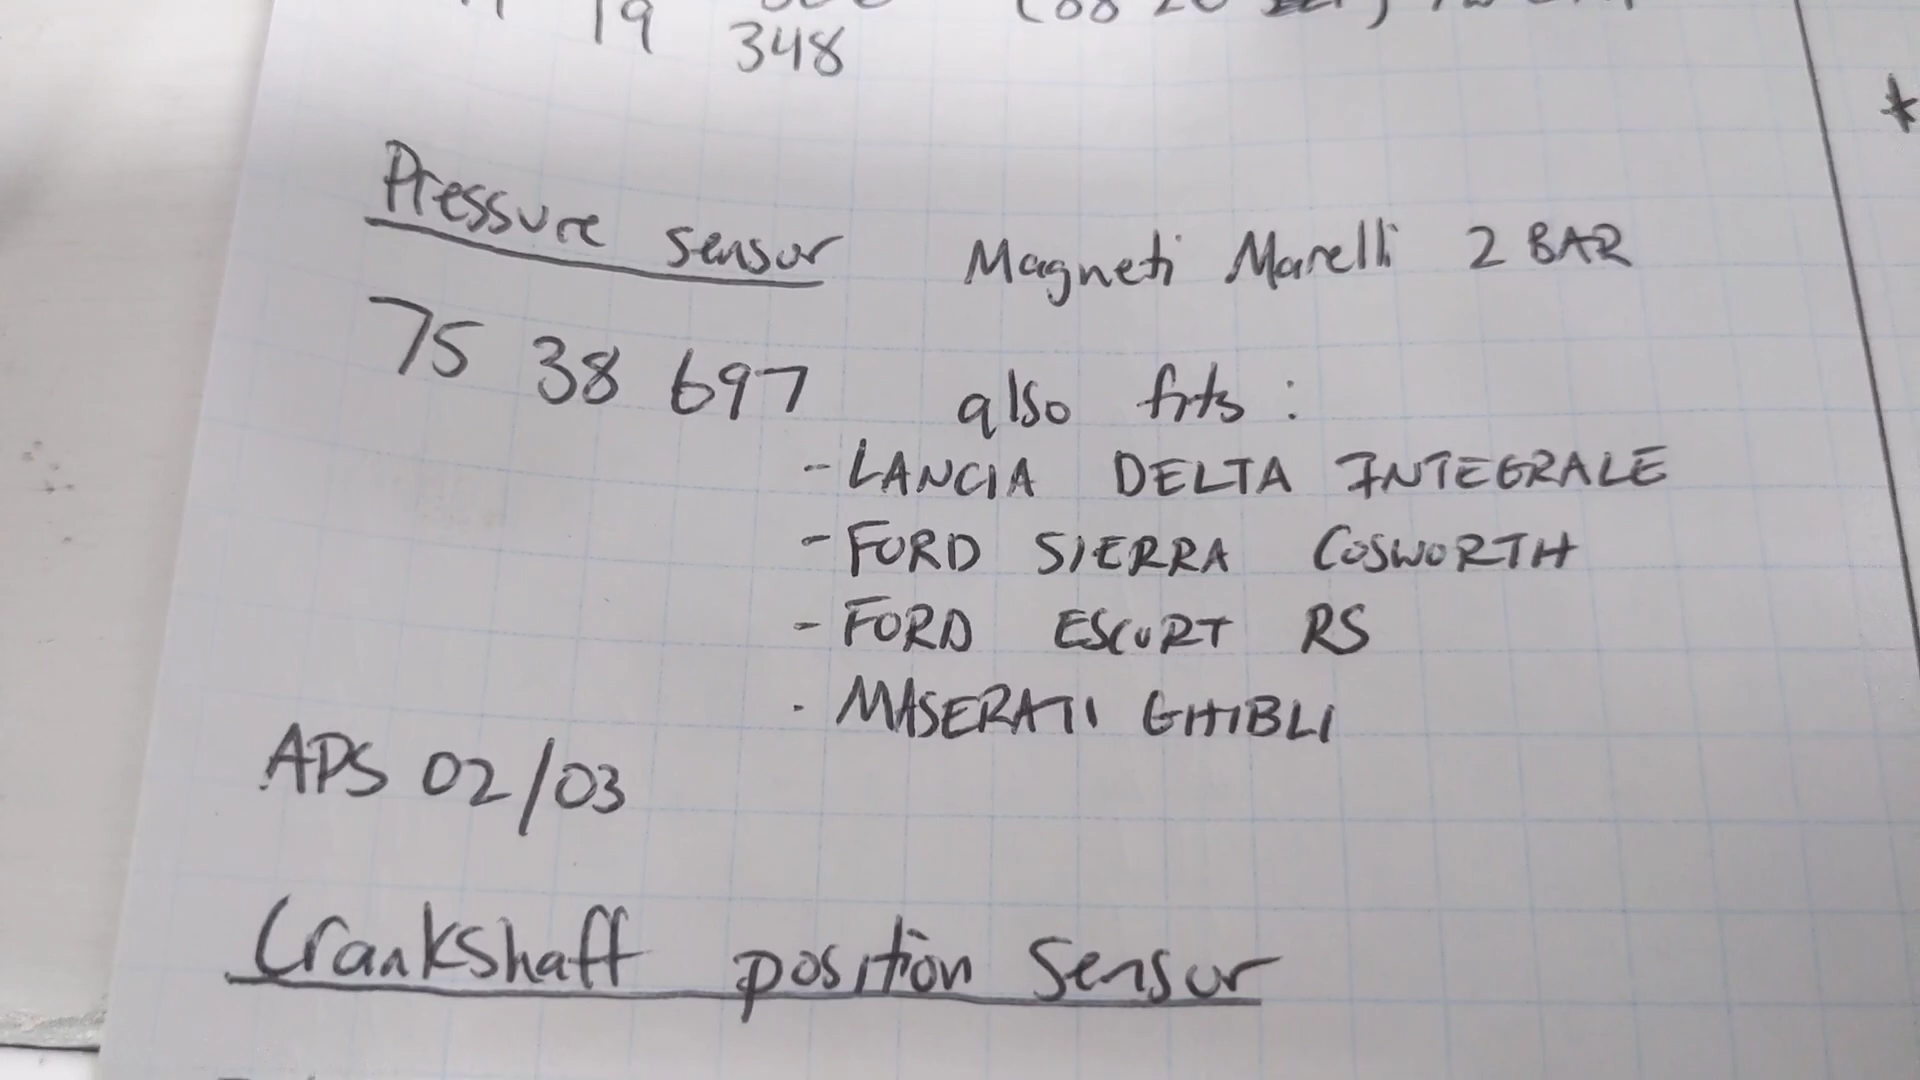 19 348
Pressure sensor Magneti Marelli 2 BAR
75 38 697 also fits:
- LANCIA DELTA INTEGRALE
- FORD SIERRA COSWORTH
- FORD ESCORT RS
- MASERATI GHIBLI
APS 02/03
Crankshaft position sensor